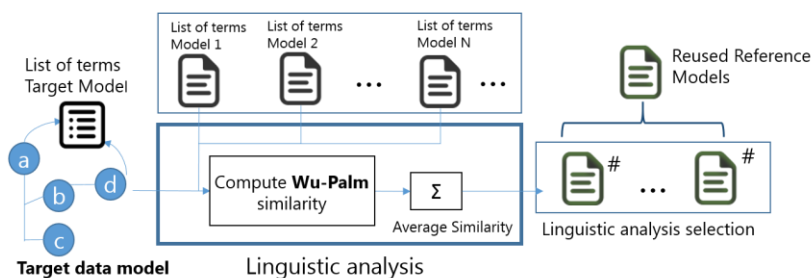 List of terms
Target Model
a
b
d
c
Target data model
List of terms
Model 1
List of terms
Model 2
List of terms
Model N
...
...
Compute Wu-Palm
similarity
Σ
Average Similarity
Linguistic analysis
Reused Reference
Models
#
...
#
Linguistic analysis selection